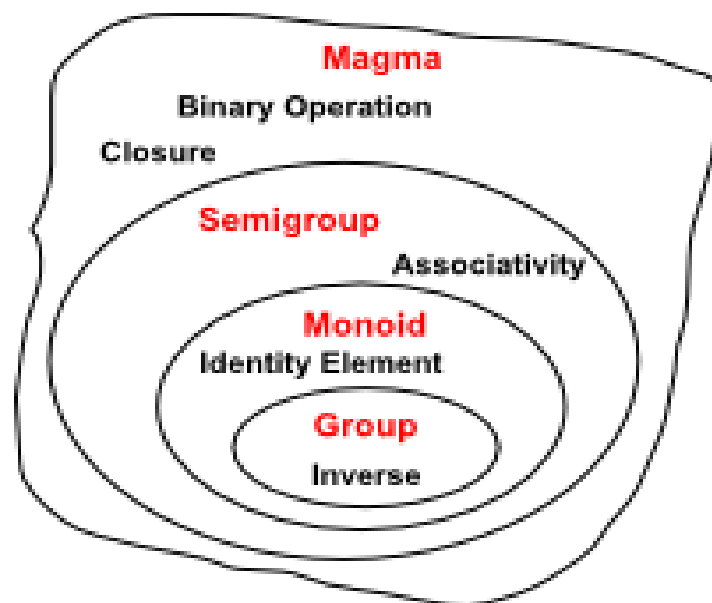 Magma
Binary Operation
Closure
Semigroup
Associativity
Monoid
Identity Element
Group
Inverse